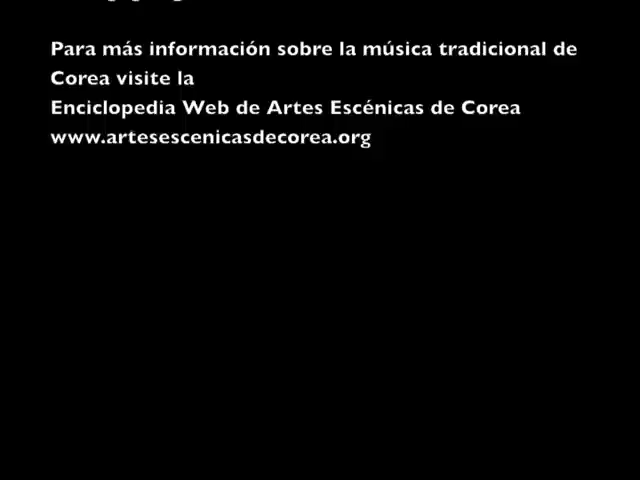 Para más información sobre la música tradicional de
Corea visite la
Enciclopedia Web de Artes Escénicas de Corea
www.artesescenicasdecorea.org